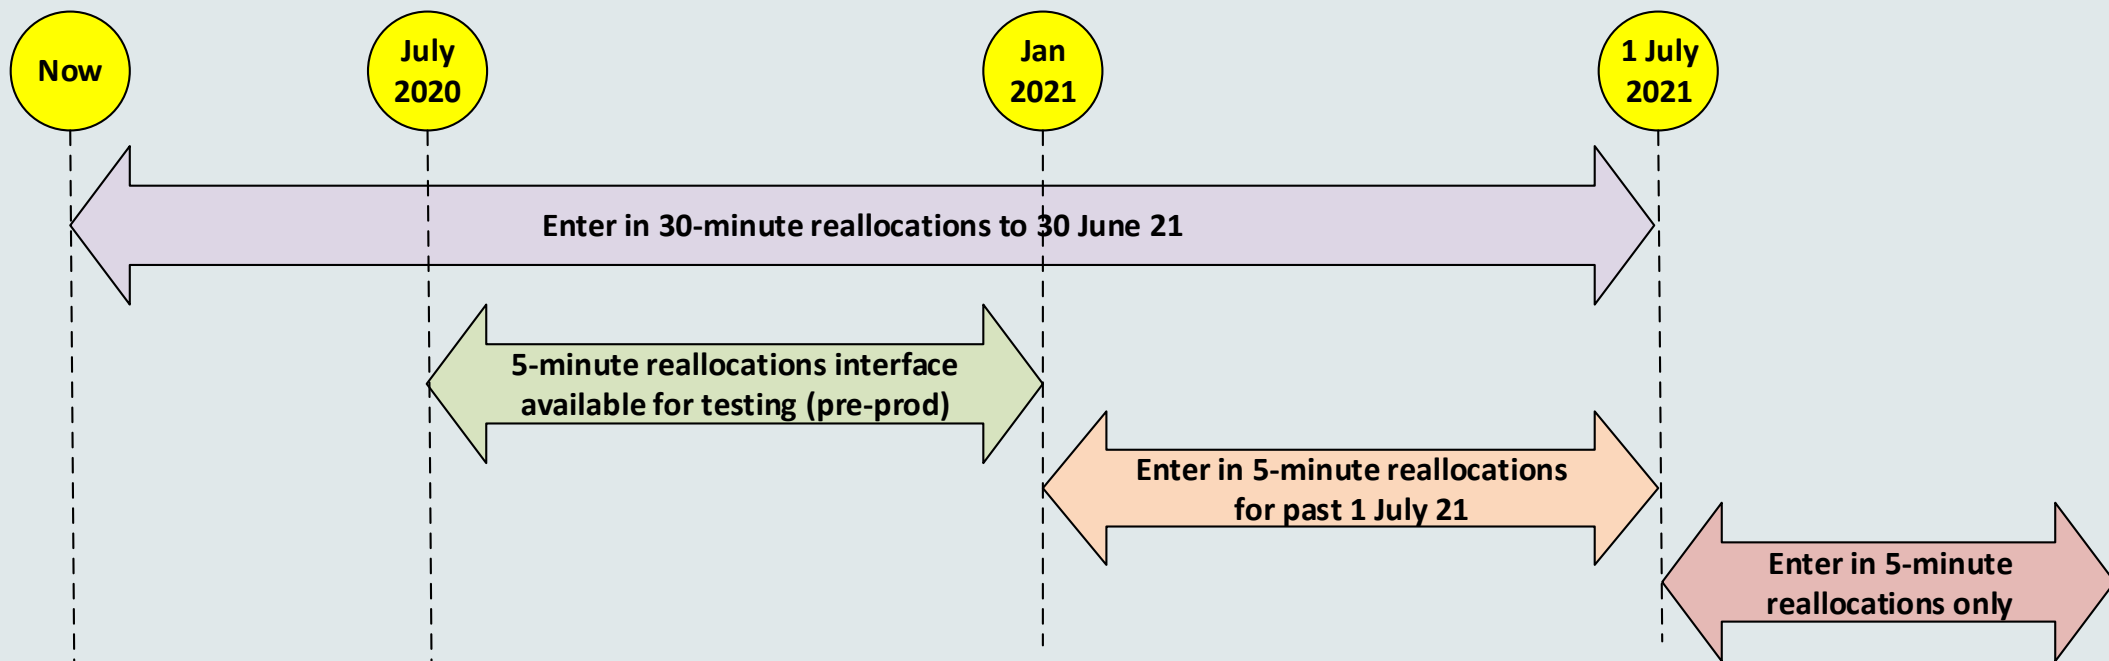 Now
July
2020
Jan
2021
1 July
2021
Enter in 30-minute reallocations to 30 June 21
5-minute reallocations interface
available for testing (pre-prod)
Enter in 5-minute reallocations
for past 1 July 21
Enter in 5-minute
reallocations only